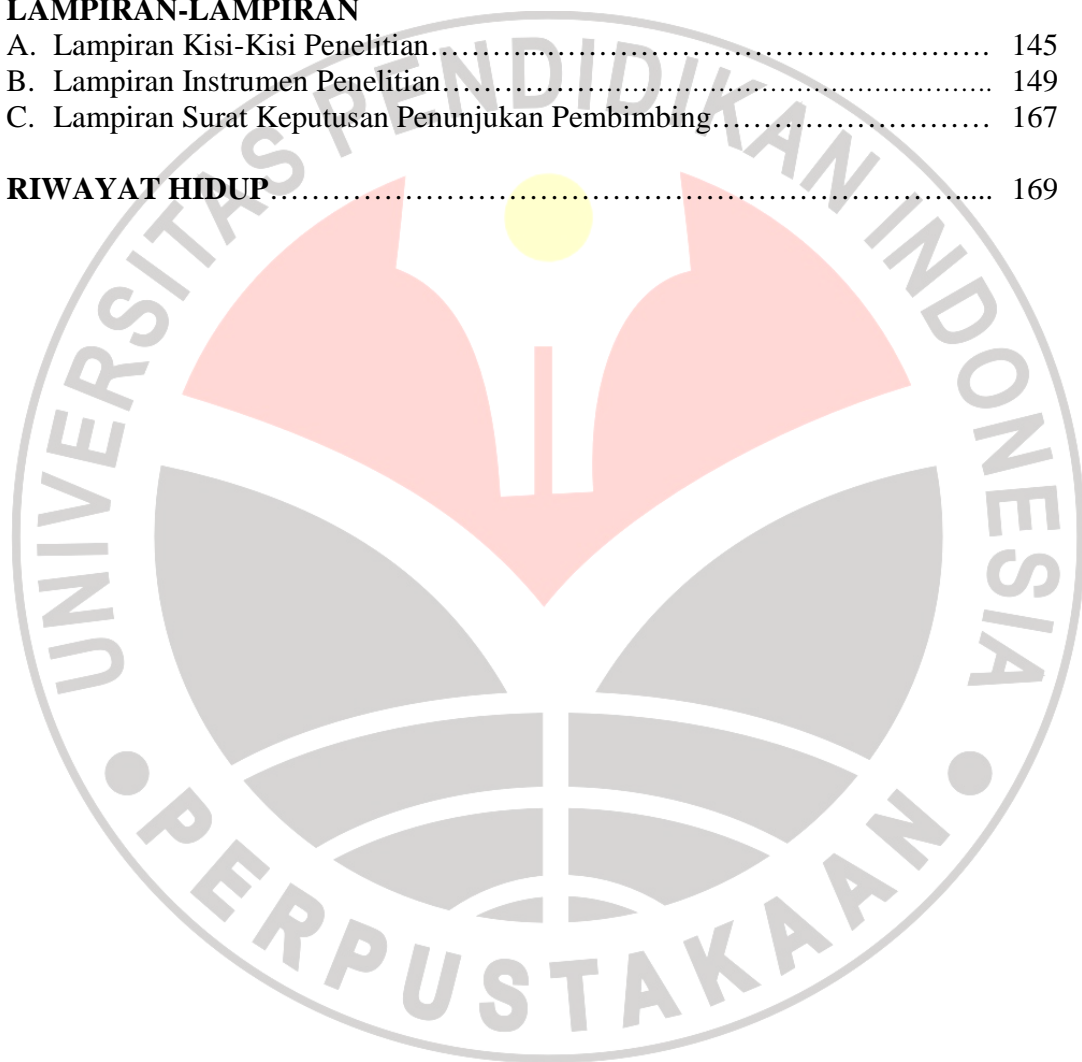 LAMPIRAN-LAMPIRAN
A. Lampiran Kisi-Kisi Penelitian……………………………………………………. 145
B. Lampiran Instrumen Penelitian…………………………………………………. 149
C. Lampiran Surat Keputusan Penunjukan Pembimbing……………………… 167
RIWAYAT HIDUP………………………………………………………………..... 169
UNIVERSITAS PENDIDIKAN INDONESIA
PERPUSTAKAAN